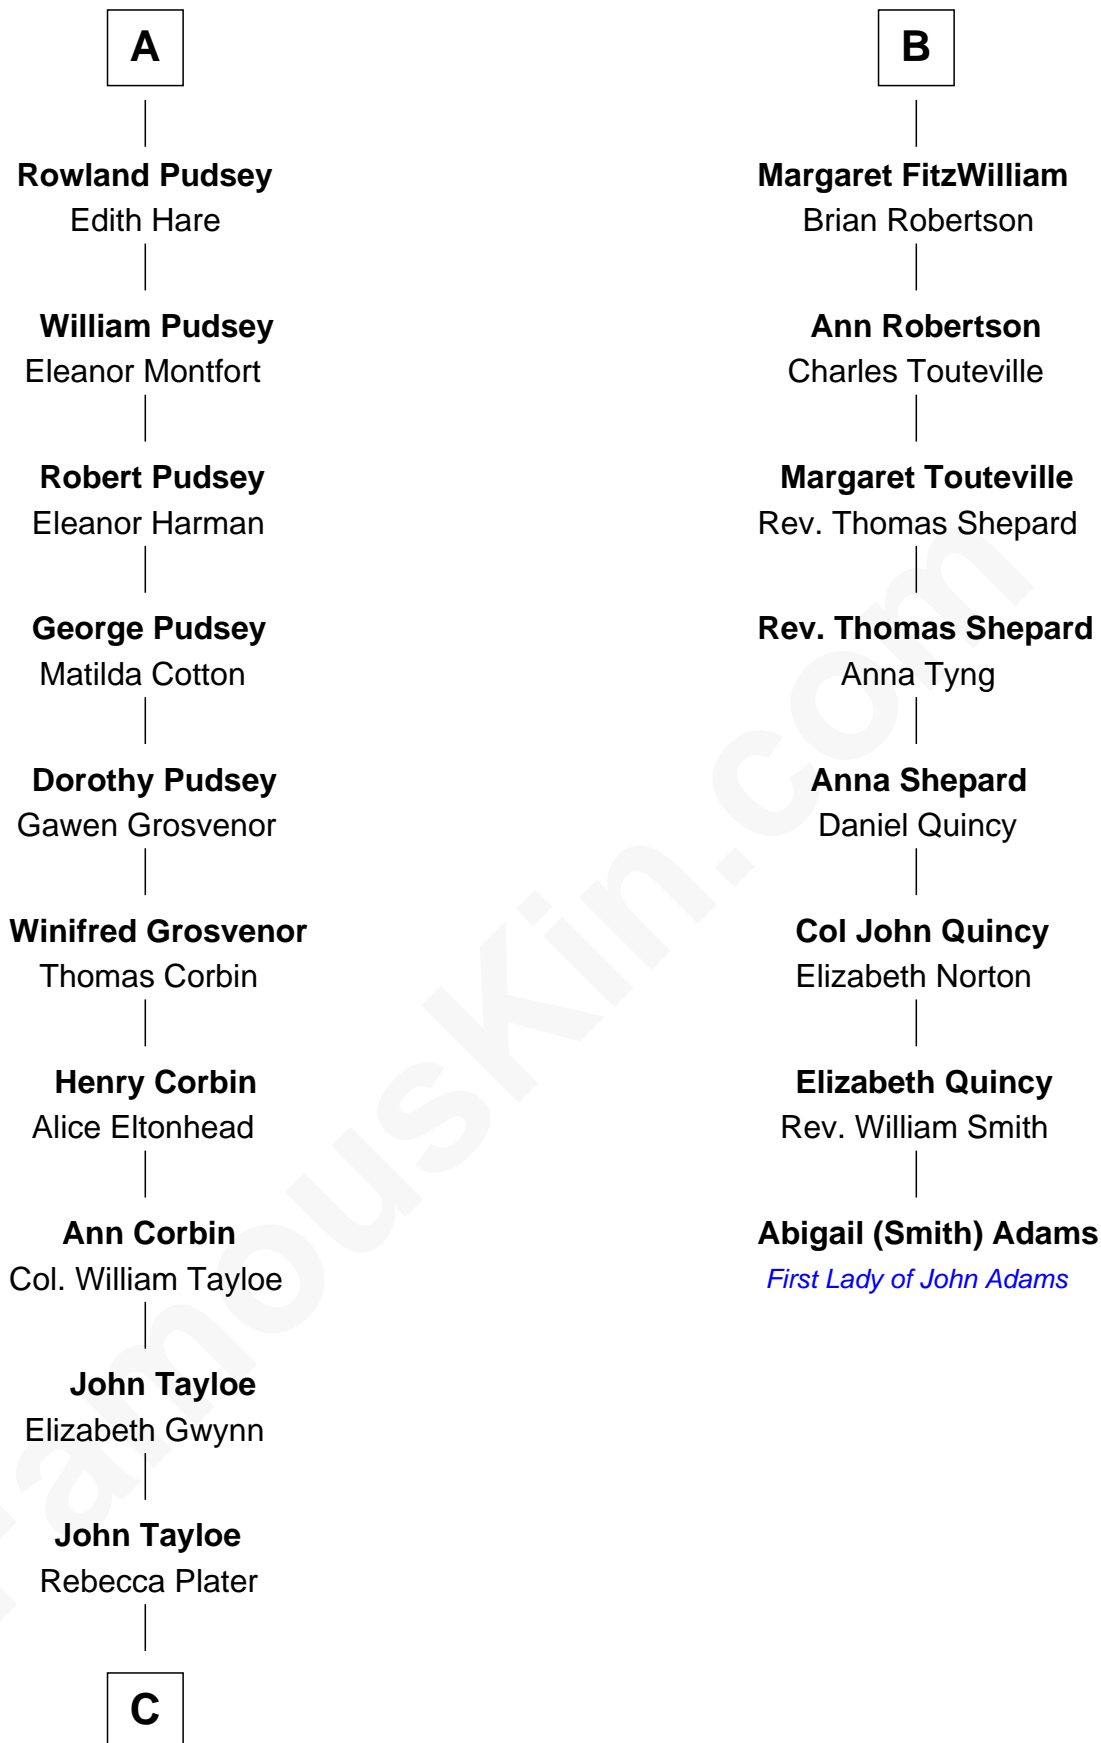 A
Rowland Pudsey
Edith Hare
William Pudsey
Eleanor Montfort
Robert Pudsey
Eleanor Harman
George Pudsey
Matilda Cotton
Dorothy Pudsey
Gawen Grosvenor
Winifred Grosvenor
Thomas Corbin
Henry Corbin
Alice Eltonhead
Ann Corbin
Col. William Tayloe
John Tayloe
Elizabeth Gwynn
John Tayloe
Rebecca Plater
C
B
Margaret FitzWilliam
Brian Robertson
Ann Robertson
Charles Touteville
Margaret Touteville
Rev. Thomas Shepard
Rev. Thomas Shepard
Anna Tyng
Anna Shepard
Daniel Quincy
Col John Quincy
Elizabeth Norton
Elizabeth Quincy
Rev. William Smith
Abigail (Smith) Adams
First Lady of John Adams
FamousKin.com